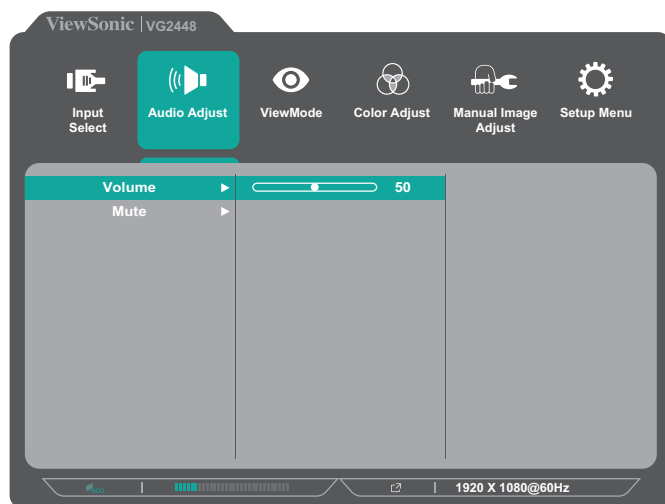 ViewSonic | VG2448
Input
Select
Audio Adjust
ViewMode
Color Adjust
Manual Image
Adjust
Setup Menu
Volume
50
Mute
eco
1920 X 1080@60Hz